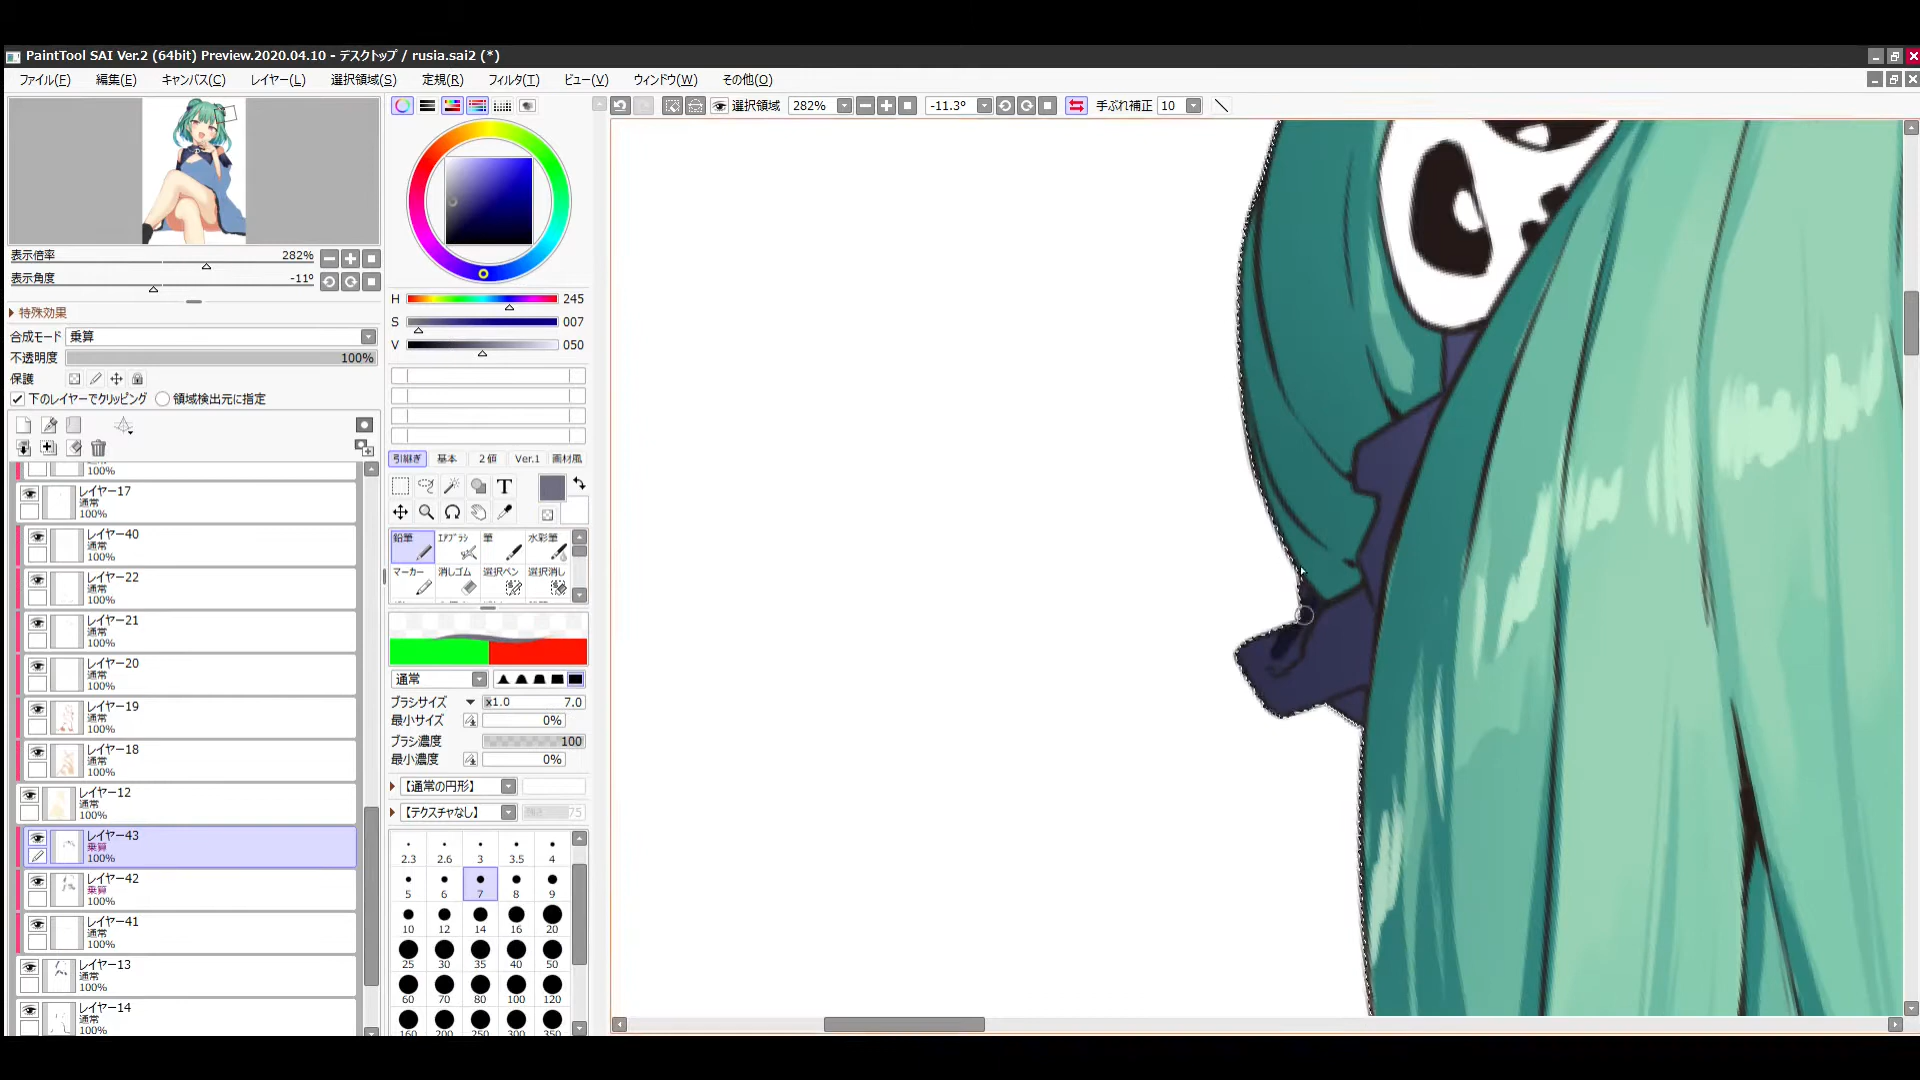 PaintTool SAI Ver.2 (64bit) Preview.2020.04.10 - デスクトップ / rusia.sai2 (*)
ファイル(F) 編集(E) キャンバス(C) レイヤー(L) 選択領域(S) 定規(R) フィルタ(T) ビュー(V) ウィンドウ(W) その他(O)
選択領域 282% -11.3° 手ぶれ補正 10
表示倍率 282%
表示角度 -11°
特殊効果
合成モード 乗算
不透明度 100%
保護
下のレイヤーでクリッピング 領域検出元に指定
100%
レイヤー17
通常
100%
レイヤー40
通常
100%
レイヤー22
通常
100%
レイヤー21
通常
100%
レイヤー20
通常
100%
レイヤー19
通常
100%
レイヤー18
通常
100%
レイヤー12
通常
100%
レイヤー43
乗算
100%
レイヤー42
乗算
100%
レイヤー41
通常
100%
レイヤー13
通常
100%
レイヤー14
通常
100%
H 245
S 007
V 050
引継ぎ 基本 2値 Ver.1 画材風
T
鉛筆 エアブラシ 筆 水彩筆
マーカー 消しゴム 選択ペン 選択消し
通常
ブラシサイズ x1.0 7.0
最小サイズ 0%
ブラシ濃度 100
最小濃度 0%
【通常の円形】
【テクスチャなし】 強さ 75
2.3 2.6 3 3.5 4
5 6 7 8 9
10 12 14 16 20
25 30 35 40 50
60 70 80 100 120
160 200 250 300 350